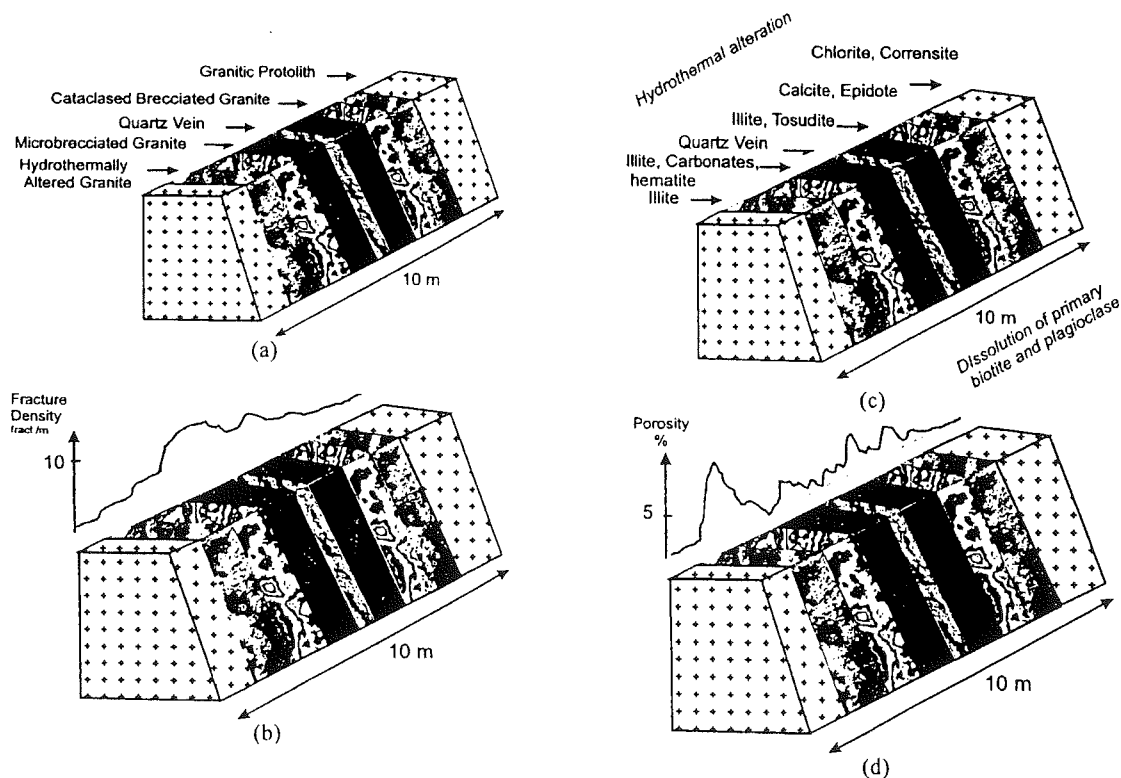 Granitic Protolith
Cataclased Brecciated Granite
Quartz Vein
Microbrecciated Granite
Hydrothermally
Altered Granite
10 m
(a)
Hydrothermal alteration
Chlorite, Corrensite
Calcite, Epidote
Illite, Tosudite
Quartz Vein
Illite, Carbonates,
hematite
Illite
10 m
Dissolution of primary
biotite and plagioclase
(c)
Fracture
Density
fract/m
10
10 m
(b)
Porosity
%
5
10 m
(d)